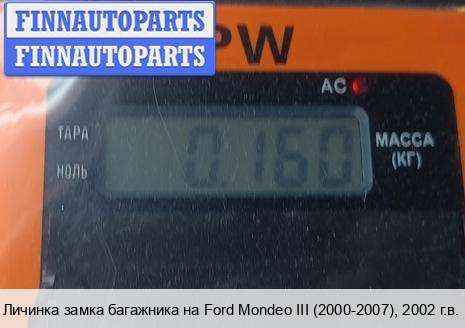 FINNAUTOPARTS
FINNAUTOPARTS
PW
AC
ТАРА
НОЛЬ
0.160
МАССА
(КГ)
Личинка замка багажника на Ford Mondeo III (2000-2007), 2002 г.в.